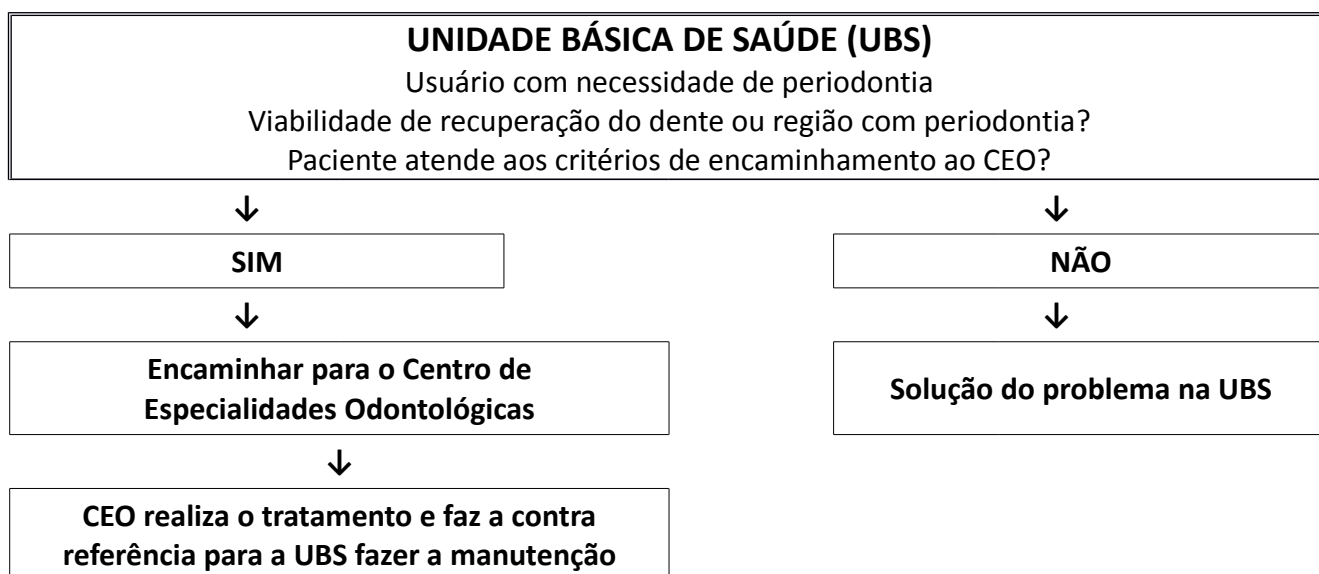 UNIDADE BÁSICA DE SAÚDE (UBS)
Usuário com necessidade de periodontia
Viabilidade de recuperação do dente ou região com periodontia?
Paciente atende aos critérios de encaminhamento ao CEO?
↓ ↓
SIM NÃO
↓ ↓
Encaminhar para o Centro de
Especialidades Odontológicas
Solução do problema na UBS
↓
CEO realiza o tratamento e faz a contra
referência para a UBS fazer a manutenção